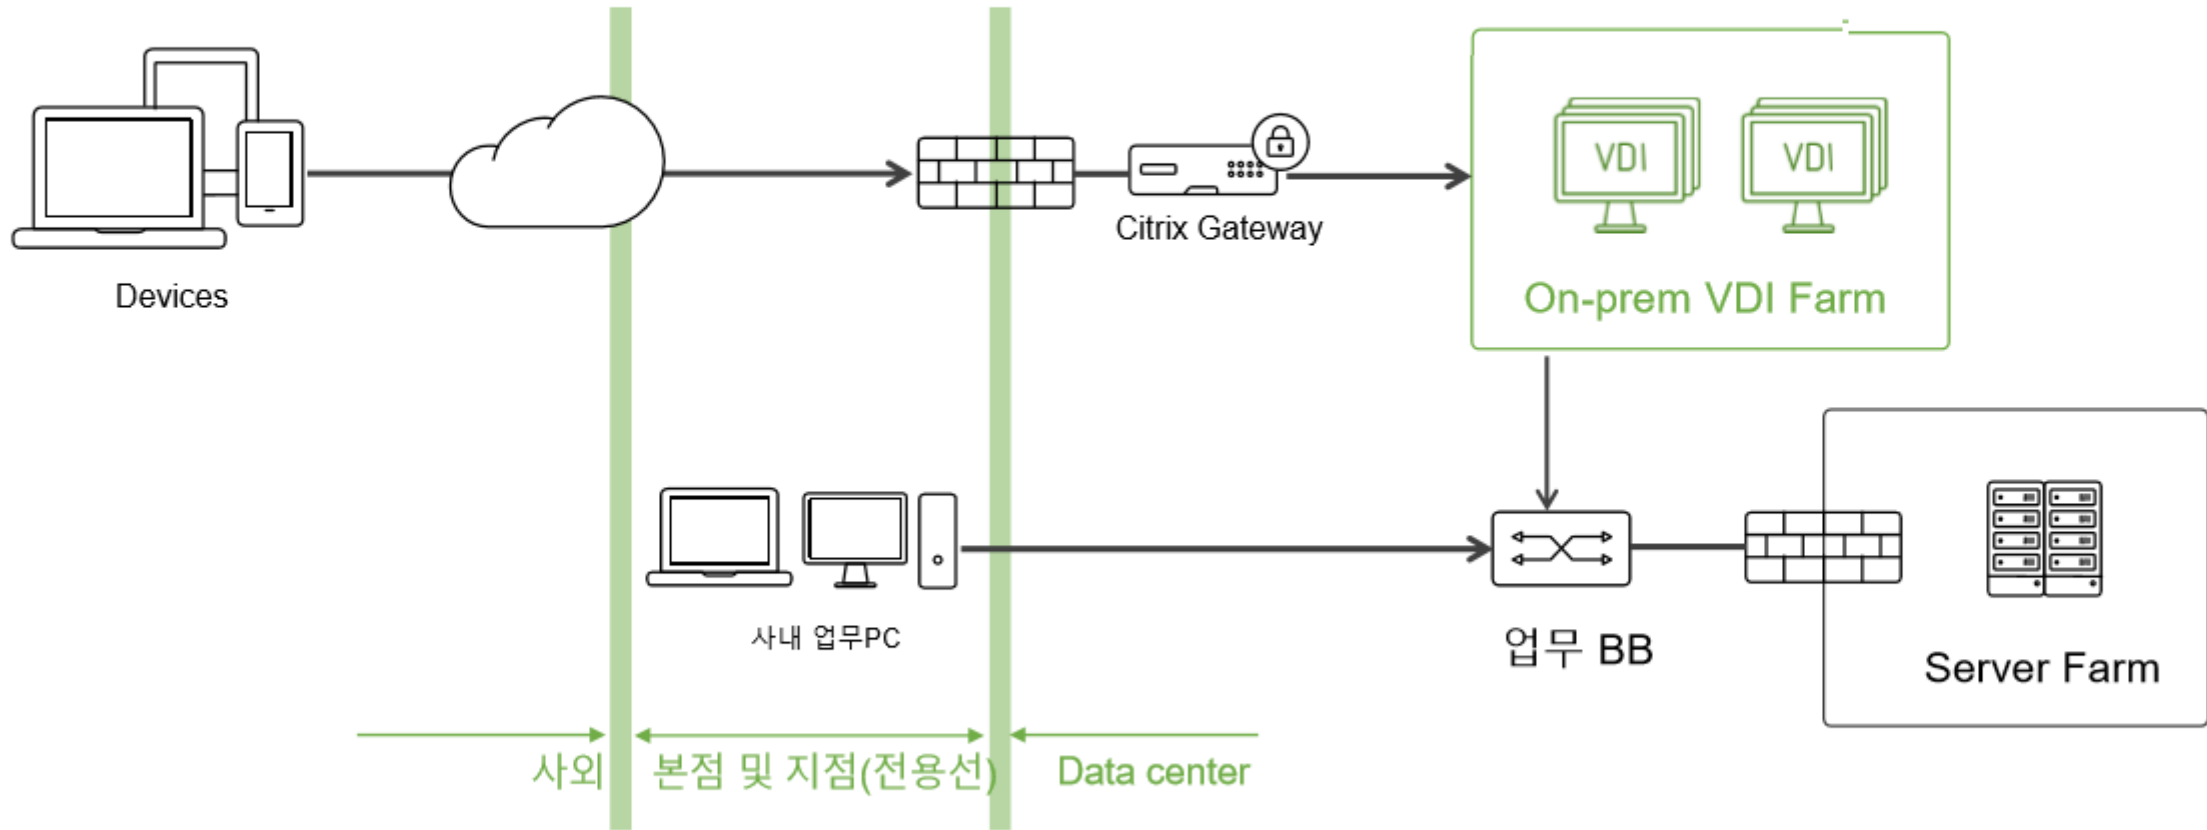 VDI
VDI
Citrix Gateway
Devices
On-prem VDI Farm
사내 업무PC
업무 BB
Server Farm
사외
본점 및 지점(전용선)
Data center